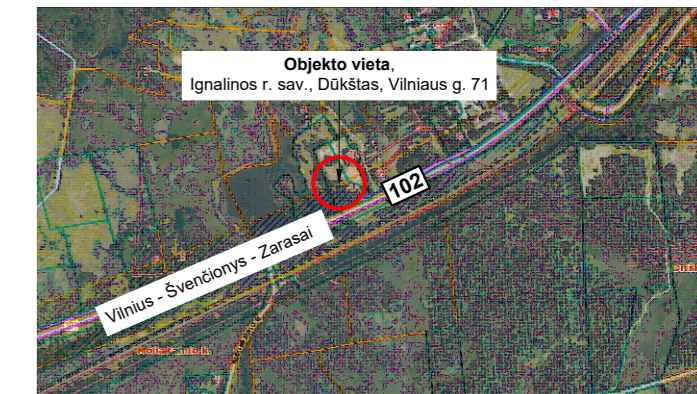 Objekto vieta,
Ignalinos r. sav., Dūkštas, Vilniaus g. 71
102
Vilnius - Švenčionys - Zarasai